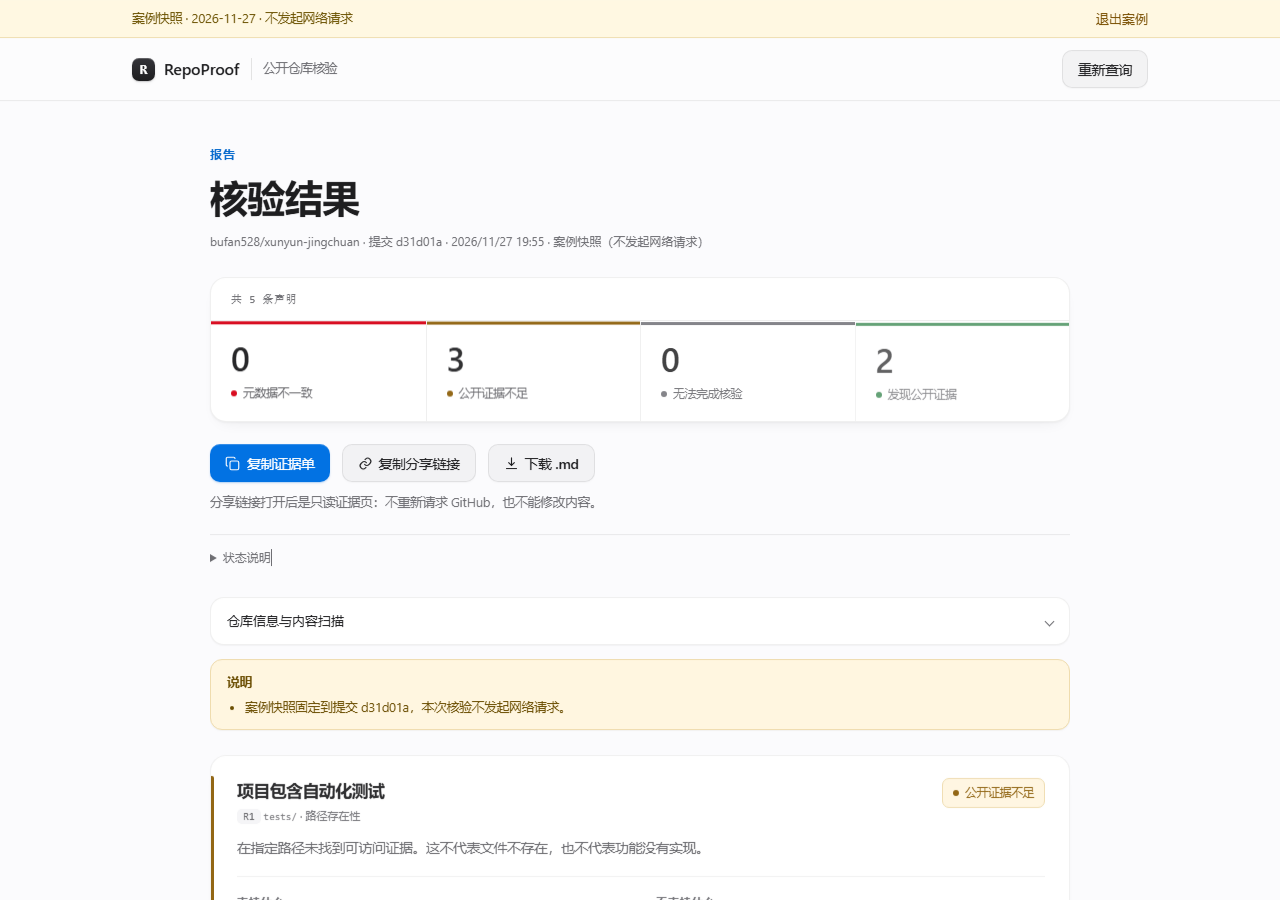 案例快照 · 2026-11-27 · 不发起网络请求
退出案例
R RepoProof 公开仓库核验
重新查询
报告
核验结果
bufan528/xunyun-jingchuan · 提交 d31d01a · 2026/11/27 19:55 · 案例快照（不发起网络请求）
共 5 条声明
0
元数据不一致
3
公开证据不足
0
无法完成核验
2
发现公开证据
复制证据单
复制分享链接
下载 .md
分享链接打开后是只读证据页：不重新请求 GitHub，也不能修改内容。
状态说明
仓库信息与内容扫描
说明
案例快照固定到提交 d31d01a，本次核验不发起网络请求。
项目包含自动化测试
公开证据不足
R1 tests/ · 路径存在性
在指定路径未找到可访问证据。这不代表文件不存在，也不代表功能没有实现。